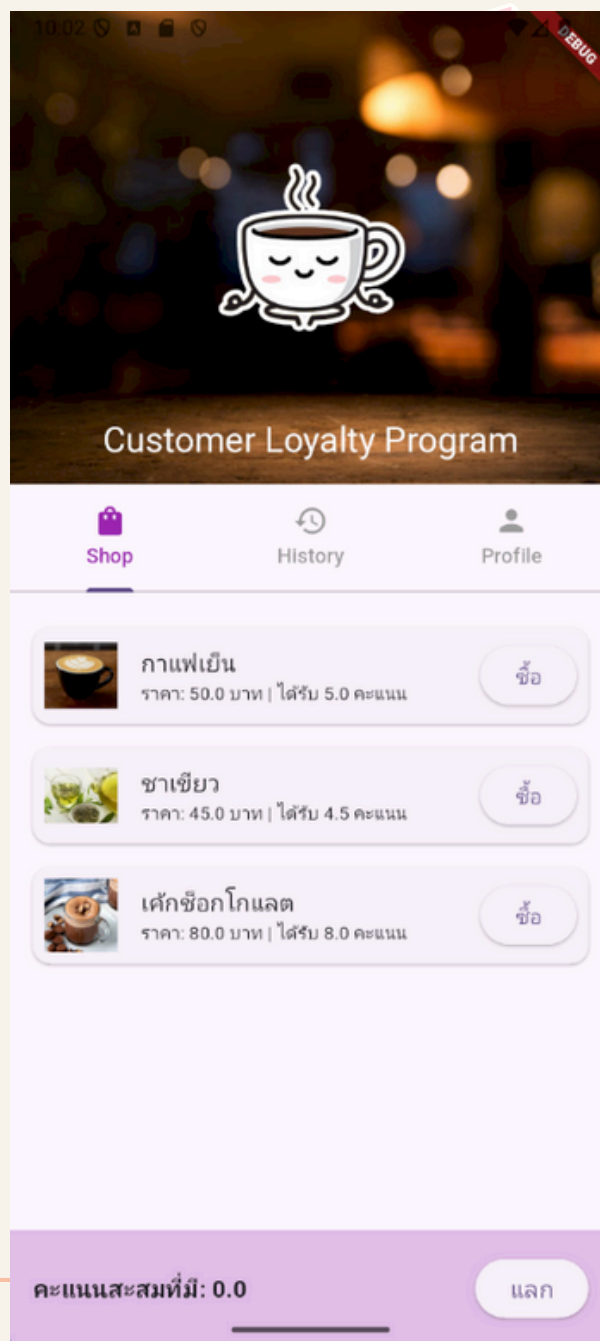 10:02
DEBUG
Customer Loyalty Program
Shop
History
Profile
กาแฟเย็น
ราคา: 50.0 บาท | ได้รับ 5.0 คะแนน
ซื้อ
ชาเขียว
ราคา: 45.0 บาท | ได้รับ 4.5 คะแนน
ซื้อ
เค้กช็อกโกแลต
ราคา: 80.0 บาท | ได้รับ 8.0 คะแนน
ซื้อ
คะแนนสะสมที่มี: 0.0
แลก